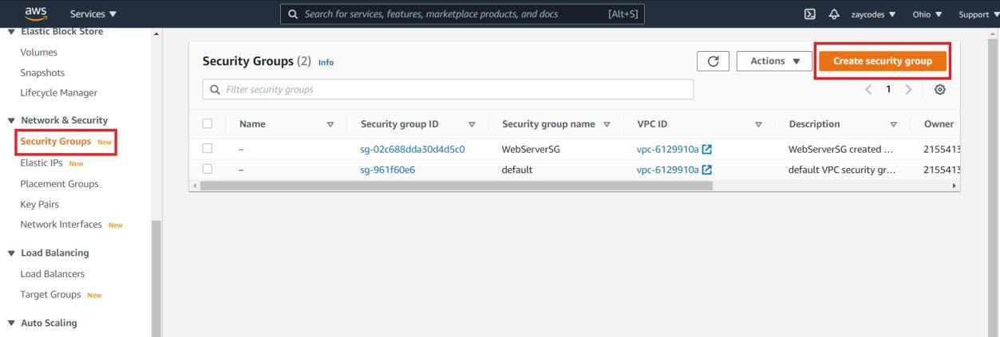 aws Services Search for services, features, marketplace products, and docs [Alt+S] zaycodes Ohio Support
Elastic Block Store
Volumes
Snapshots
Lifecycle Manager
Network & Security
Security Groups New
Elastic IPs New
Placement Groups
Key Pairs
Network Interfaces New
Load Balancing
Load Balancers
Target Groups New
Auto Scaling
Security Groups (2) Info Actions Create security group
Filter security groups 1
Name Security group ID Security group name VPC ID Description Owner
– sg-02c688dda30d4d5c0 WebServerSG vpc-6129910a WebServerSG created ... 2155413
– sg-961f60e6 default vpc-6129910a default VPC security gr... 2155413